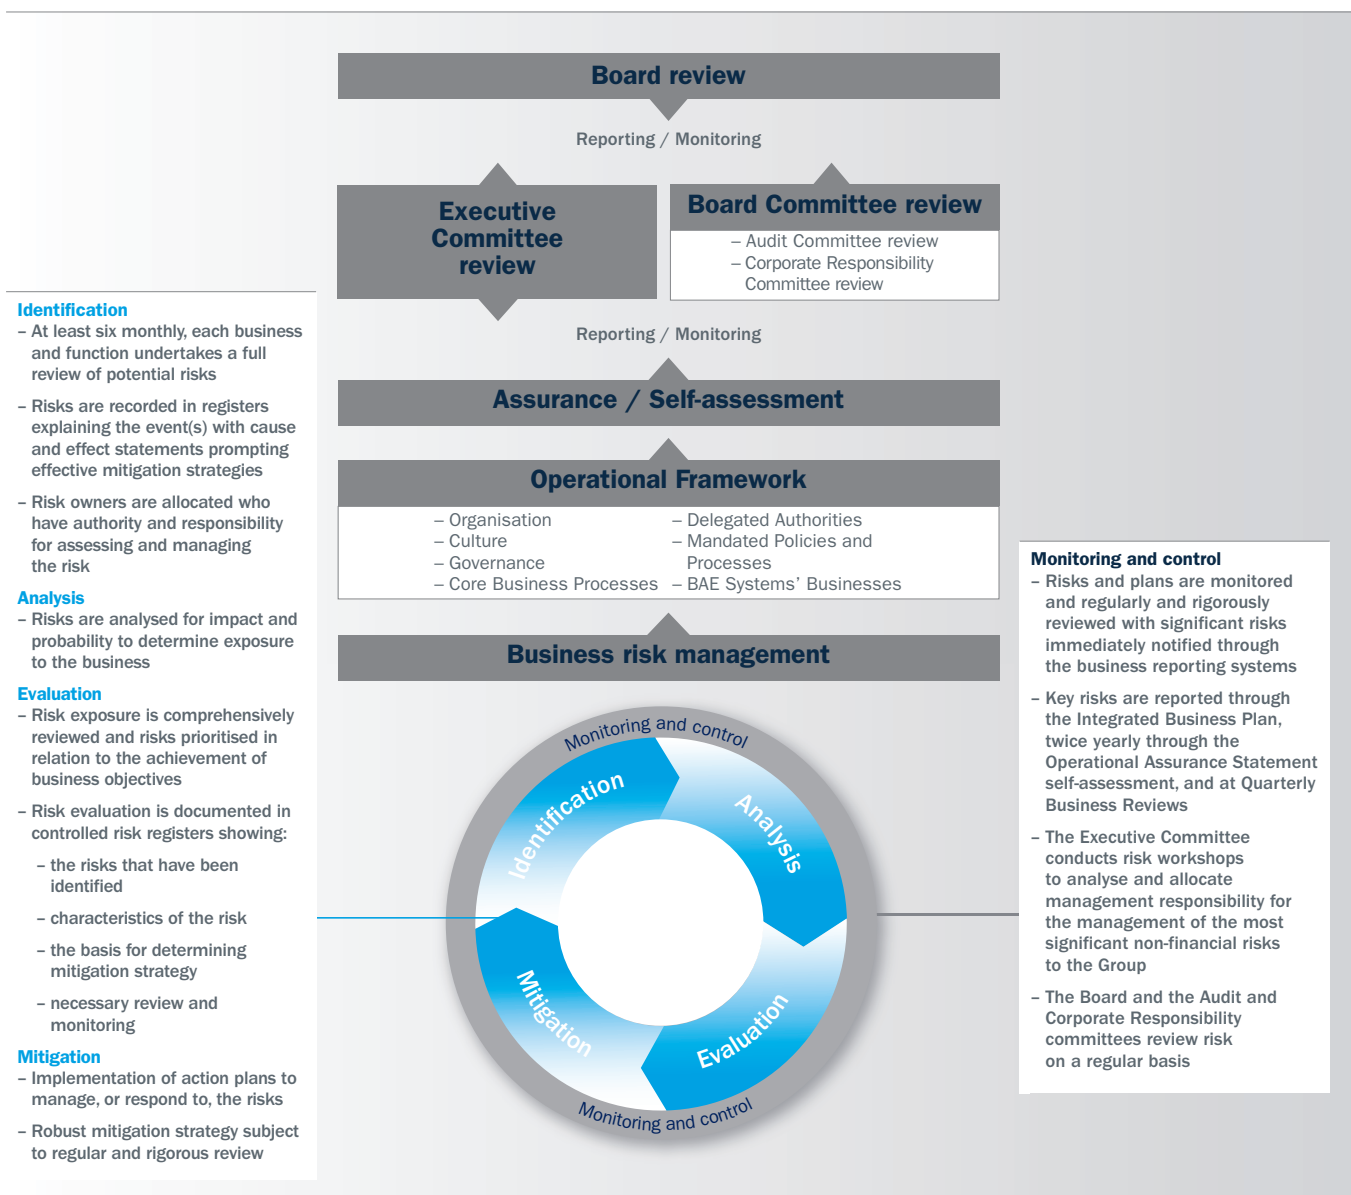 Board review
Reporting / Monitoring
Executive
Committee
review
Board Committee review
– Audit Committee review
– Corporate Responsibility
Committee review
Reporting / Monitoring
Assurance / Self-assessment
Operational Framework
– Organisation
– Culture
– Governance
– Core Business Processes
– Delegated Authorities
– Mandated Policies and
Processes
– BAE Systems’ Businesses
Business risk management
Monitoring and control
Identification
Analysis
Evaluation
Mitigation
Monitoring and control
Identification
– At least six monthly, each business
and function undertakes a full
review of potential risks
– Risks are recorded in registers
explaining the event(s) with cause
and effect statements prompting
effective mitigation strategies
– Risk owners are allocated who
have authority and responsibility
for assessing and managing
the risk
Analysis
– Risks are analysed for impact and
probability to determine exposure
to the business
Evaluation
– Risk exposure is comprehensively
reviewed and risks prioritised in
relation to the achievement of
business objectives
– Risk evaluation is documented in
controlled risk registers showing:
– the risks that have been
identified
– characteristics of the risk
– the basis for determining
mitigation strategy
– necessary review and
monitoring
Mitigation
– Implementation of action plans to
manage, or respond to, the risks
– Robust mitigation strategy subject
to regular and rigorous review
Monitoring and control
– Risks and plans are monitored
and regularly and rigorously
reviewed with significant risks
immediately notified through
the business reporting systems
– Key risks are reported through
the Integrated Business Plan,
twice yearly through the
Operational Assurance Statement
self-assessment, and at Quarterly
Business Reviews
– The Executive Committee
conducts risk workshops
to analyse and allocate
management responsibility for
the management of the most
significant non-financial risks
to the Group
– The Board and the Audit and
Corporate Responsibility
committees review risk
on a regular basis